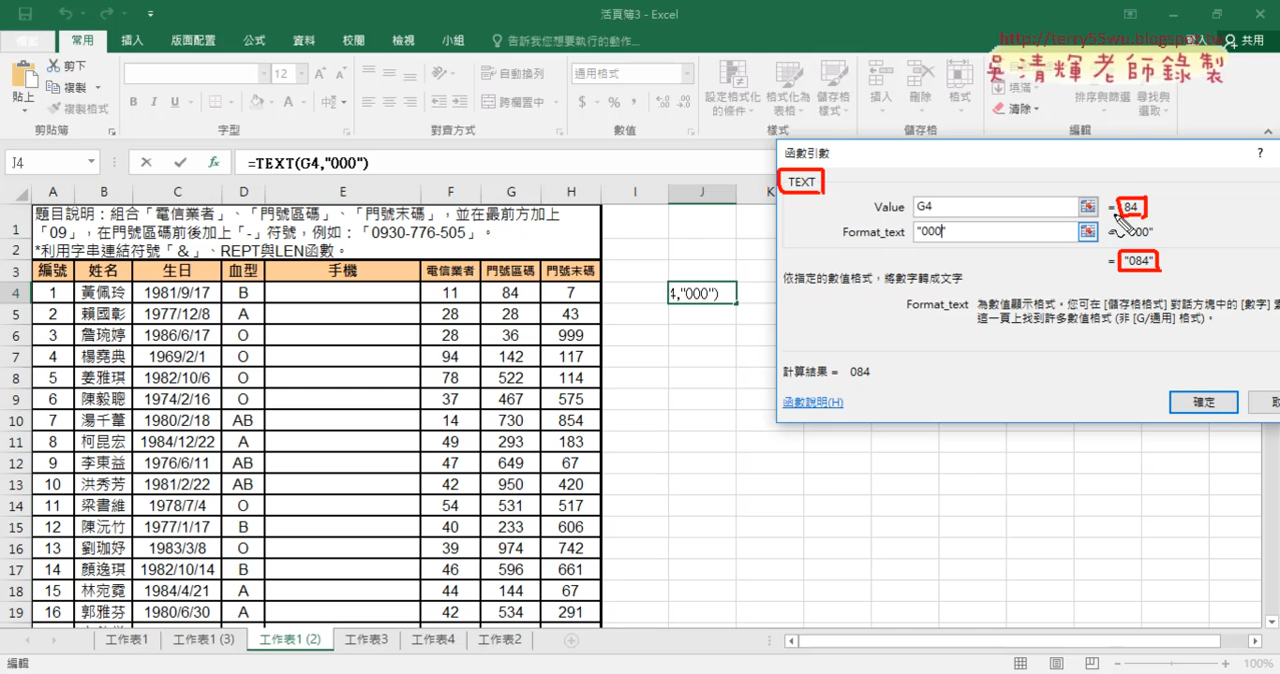 活頁簿3 - Excel
http://terry55wu.blogspot.tw
吳清輝老師錄製
常用 插入 版面配置 公式 資料 校閱 檢視 小組 告訴我您想要執行的動作... 共用
貼上 剪下 複製 複製格式 剪貼簿
12 字型
自動換列 跨欄置中 對齊方式
通用格式 數值
設定格式化的條件 格式化為表格 儲存格樣式 樣式
插入 刪除 格式 儲存格
填滿 清除 排序與篩選 尋找與選取 編輯
J4 =TEXT(G4,"000")
A B C D E F G H I J K
1 題目說明：組合「電信業者」、「門號區碼」、「門號末碼」，並在最前方加上
「09」，在門號區碼前後加上「-」符號，例如：「0930-776-505」。
2 *利用字串連結符號「&」、REPT與LEN函數。
3 編號 姓名 生日 血型 手機 電信業者 門號區碼 門號末碼
4 1 黃佩玲 1981/9/17 B 11 84 7 4,"000")
5 2 賴國彰 1977/12/8 A 28 28 43
6 3 詹琬婷 1986/6/17 O 28 36 999
7 4 楊堯典 1969/2/1 O 94 142 117
8 5 姜雅琪 1982/10/6 O 78 522 114
9 6 陳毅聰 1974/2/16 O 37 467 575
10 7 湯千葦 1980/2/18 AB 14 730 854
11 8 柯昆宏 1984/12/22 A 49 293 183
12 9 李東益 1976/6/11 AB 47 649 67
13 10 洪秀芳 1981/2/22 AB 42 950 420
14 11 梁書維 1978/7/4 O 54 531 517
15 12 陳沅竹 1977/1/17 B 40 233 606
16 13 劉珈妤 1983/3/8 O 39 974 742
17 14 顏逸琪 1982/10/14 B 46 596 661
18 15 林宛霓 1984/4/21 A 44 144 67
19 16 郭雅芬 1980/6/30 A 42 534 291
函數引數 ?
TEXT
Value G4 = 84
Format_text "000" = "000"
= "084"
依指定的數值格式，將數字轉成文字
Format_text 為數值顯示格式。您可在 [儲存格格式] 對話方塊中的 [數字]
這一頁上找到許多數值格式 (非 [G/通用] 格式)。
計算結果 = 084
函數說明(H) 確定
工作表1 工作表1 (3) 工作表1 (2) 工作表3 工作表4 工作表2
編輯 100%